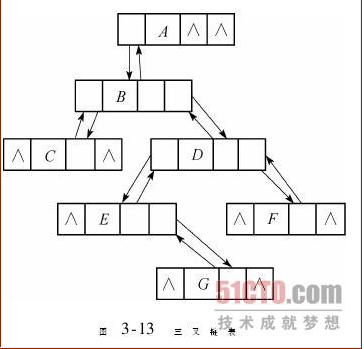 A ∧ ∧
B
∧ C ∧
D
∧ E
∧ F ∧
∧ G ∧
51CTO.com
技术成就梦想
图 3-13 三叉链表